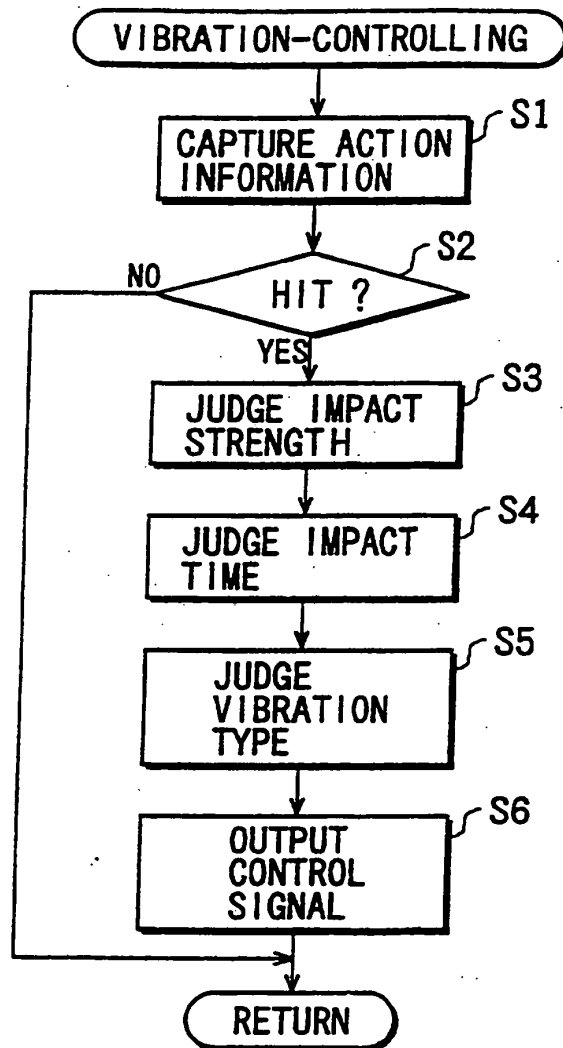 VIBRATION-CONTROLLING
S1
CAPTURE ACTION
INFORMATION
S2
NO
HIT ?
YES
S3
JUDGE IMPACT
STRENGTH
S4
JUDGE IMPACT
TIME
S5
JUDGE
VIBRATION
TYPE
S6
OUTPUT
CONTROL
SIGNAL
RETURN